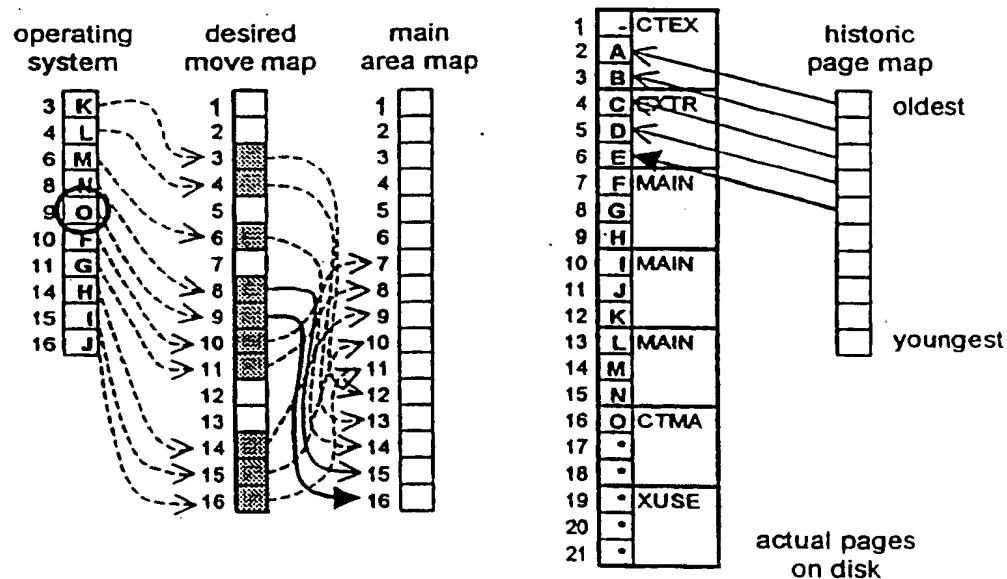 operating system
desired move map
main area map
3 K
4 L
6 M
8 N
9 O
10 F
11 G
14 H
15 I
16 J
1
2
3
4
5
6
7
8
9
10
11
12
13
14
15
16
1
2
3
4
5
6
7
8
9
10
11
12
13
14
15
16
1 - CTEX
2 A
3 B
4 C EXTR
5 D
6 E
7 F MAIN
8 G
9 H
10 I MAIN
11 J
12 K
13 L MAIN
14 M
15 N
16 O CTMA
17 *
18 *
19 * XUSE
20 *
21 *
actual pages
on disk
historic
page map
oldest
youngest